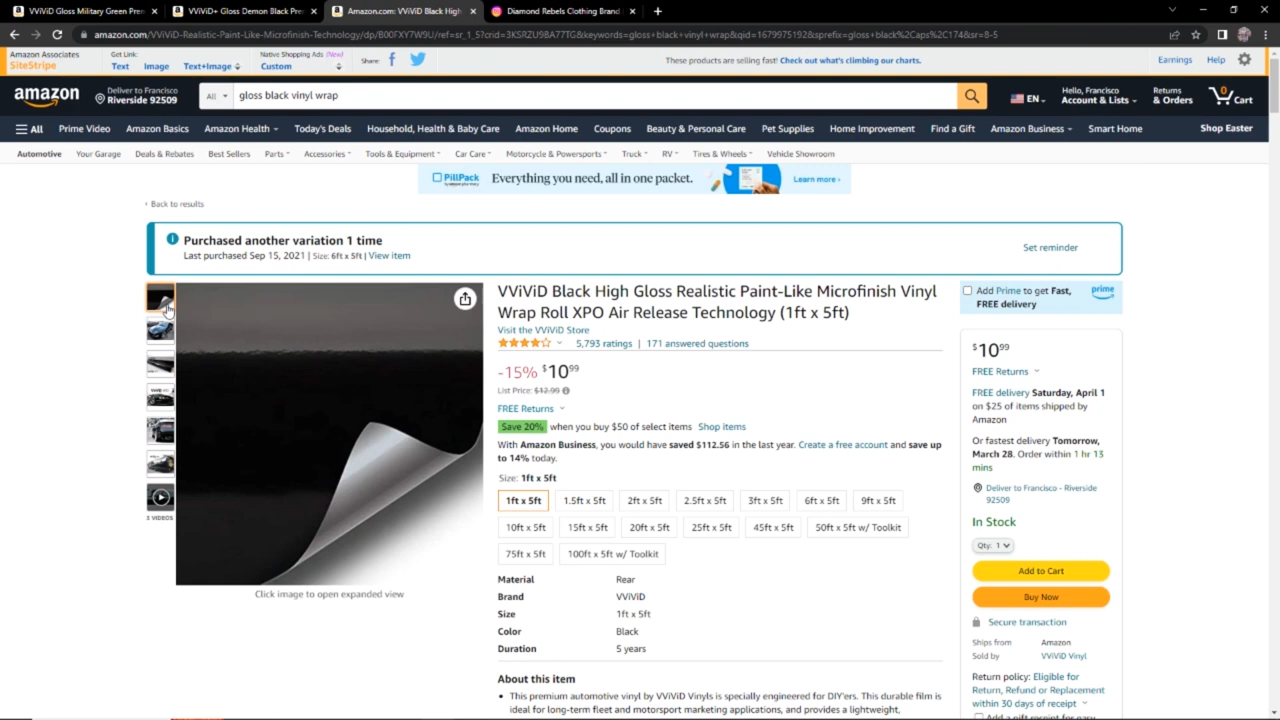 VViViD Gloss Military Green Prem
VViViD+ Gloss Demon Black Pre
Amazon.com: VViViD Black High
Diamond Rebels Clothing Brand
amazon.com/VViViD-Realistic-Paint-Like-Microfinish-Technology/dp/B00FXY7W9U/ref=sr_1_5?crid=3KSRZU9BA7TG&keywords=gloss+black+vinyl+wrap&qid=1679975192&sprefix=gloss+black%2Caps%2C174&sr=8-5
Amazon Associates
SiteStripe
Get Link:
Text
Image
Text+Image
Native Shopping Ads (New)
Custom
Share:
These products are selling fast! Check out what's climbing our charts.
Earnings
Help
amazon
Deliver to Francisco
Riverside 92509
All
gloss black vinyl wrap
EN
Hello, Francisco
Account & Lists
Returns
& Orders
0
Cart
All
Prime Video
Amazon Basics
Amazon Health
Today's Deals
Household, Health & Baby Care
Amazon Home
Coupons
Beauty & Personal Care
Pet Supplies
Home Improvement
Find a Gift
Amazon Business
Smart Home
Shop Easter
Automotive
Your Garage
Deals & Rebates
Best Sellers
Parts
Accessories
Tools & Equipment
Car Care
Motorcycle & Powersports
Truck
RV
Tires & Wheels
Vehicle Showroom
PillPack
Everything you need, all in one packet.
Learn more ›
‹ Back to results
Purchased another variation 1 time
Last purchased Sep 15, 2021 | Size: 6ft x 5ft | View item
Set reminder
VViViD Black High Gloss Realistic Paint-Like Microfinish Vinyl
Wrap Roll XPO Air Release Technology (1ft x 5ft)
Visit the VViViD Store
5,793 ratings | 171 answered questions
-15% $10 99
List Price: $12.99
FREE Returns
Save 20% when you buy $50 of select items Shop items
With Amazon Business, you would have saved $112.56 in the last year. Create a free account and save up
to 14% today.
Size: 1ft x 5ft
1ft x 5ft
1.5ft x 5ft
2ft x 5ft
2.5ft x 5ft
3ft x 5ft
6ft x 5ft
9ft x 5ft
10ft x 5ft
15ft x 5ft
20ft x 5ft
25ft x 5ft
45ft x 5ft
50ft x 5ft w/ Toolkit
75ft x 5ft
100ft x 5ft w/ Toolkit
Material Rear
Brand VViViD
Size 1ft x 5ft
Color Black
Duration 5 years
About this item
• This premium automotive vinyl by VViViD Vinyls is specially engineered for DIY'ers. This durable film is
ideal for long-term fleet and motorsport marketing applications, and provides a lightweight,
Click image to open expanded view
VIDEOS
Add Prime to get Fast,
FREE delivery
prime
$10 99
FREE Returns
FREE delivery Saturday, April 1
on $25 of items shipped by
Amazon
Or fastest delivery Tomorrow,
March 28. Order within 1 hr 13
mins
Deliver to Francisco - Riverside
92509
In Stock
Qty: 1
Add to Cart
Buy Now
Secure transaction
Ships from Amazon
Sold by VViViD Vinyl
Return policy: Eligible for
Return, Refund or Replacement
within 30 days of receipt
Add a gift receipt for easy